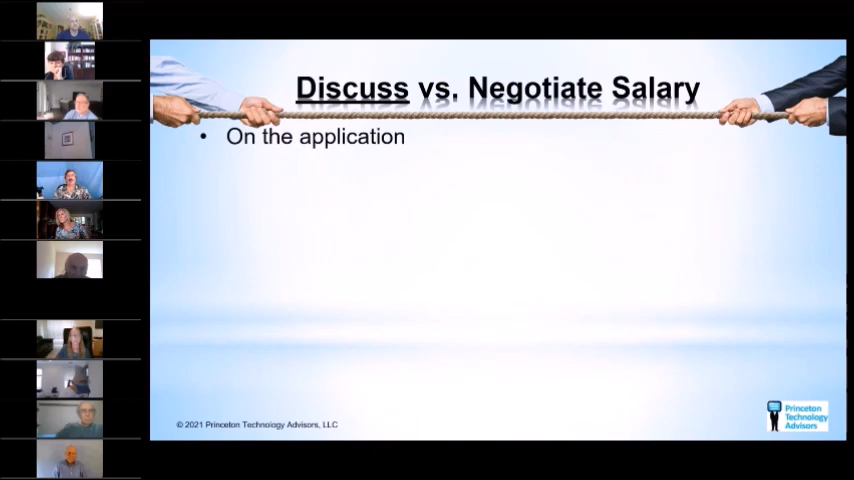 Discuss vs. Negotiate Salary
• On the application
© 2021 Princeton Technology Advisors, LLC
Princeton
Technology
Advisors